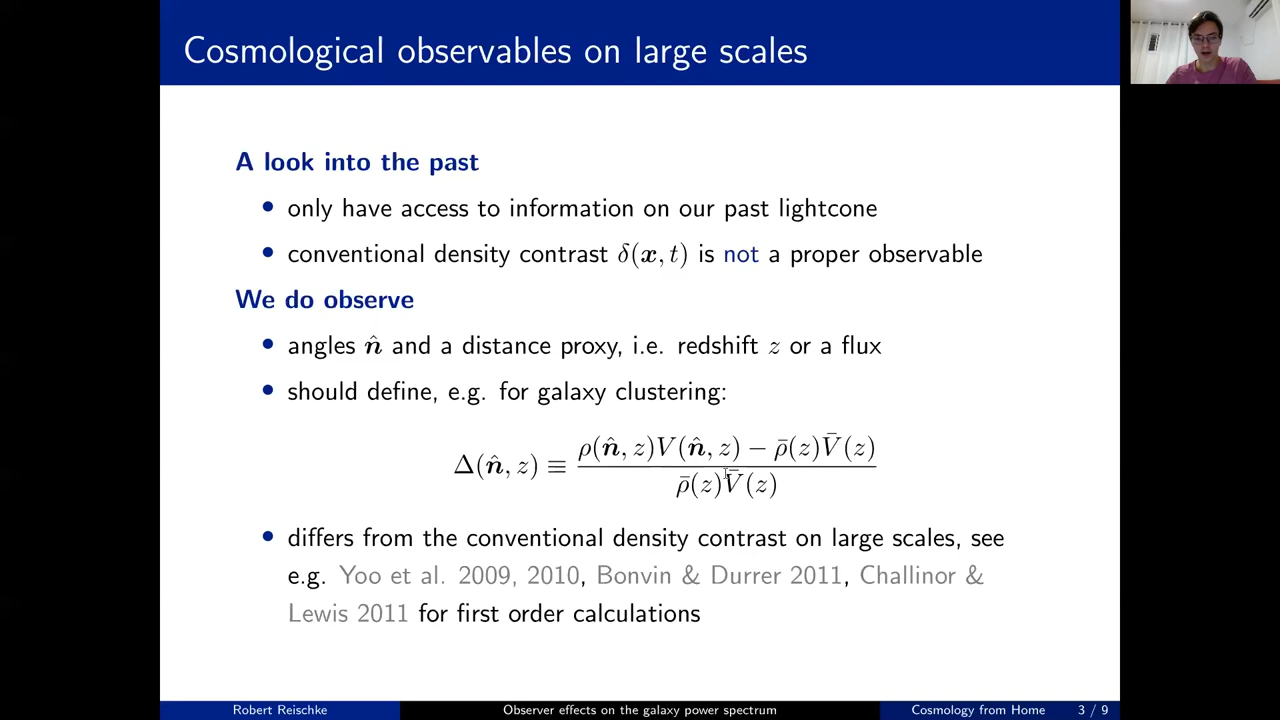 Cosmological observables on large scales
A look into the past
• only have access to information on our past lightcone
• conventional density contrast δ(𝒙, t) is not a proper observable
We do observe
• angles n̂ and a distance proxy, i.e. redshift z or a flux
• should define, e.g. for galaxy clustering:
Δ(n̂, z) ≡ (ρ(n̂, z)V(n̂, z) − ρ̄(z)V̄(z)) / (ρ̄(z)V̄(z))
• differs from the conventional density contrast on large scales, see
e.g. Yoo et al. 2009, 2010, Bonvin & Durrer 2011, Challinor &
Lewis 2011 for first order calculations
Robert Reischke Observer effects on the galaxy power spectrum Cosmology from Home 3 / 9